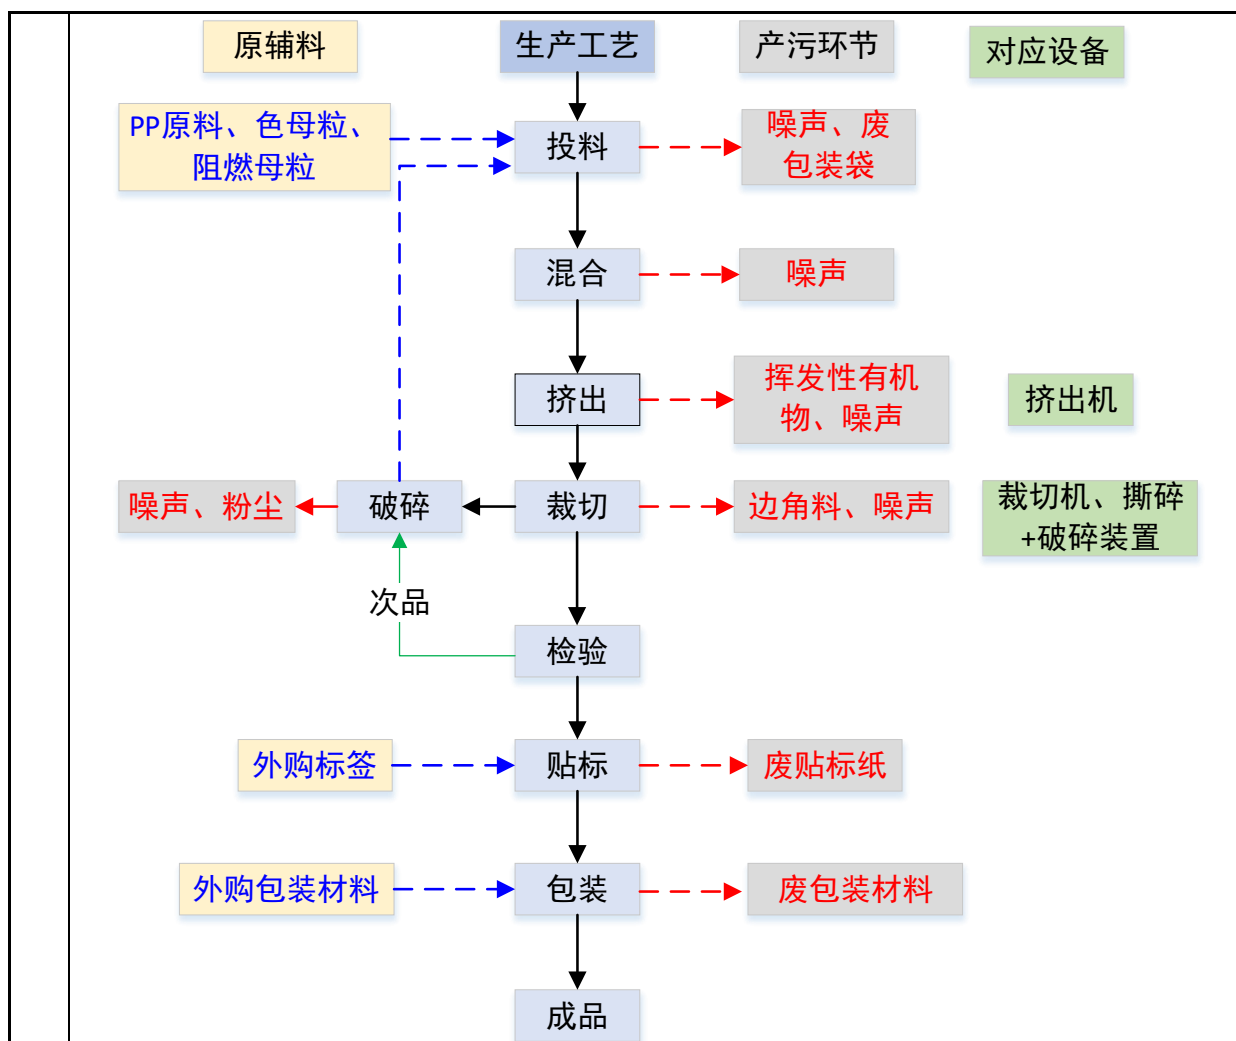 原辅料
生产工艺
产污环节
对应设备
PP原料、色母粒、
阻燃母粒
投料
噪声、废
包装袋
混合
噪声
挤出
挥发性有机
物、噪声
挤出机
噪声、粉尘
破碎
裁切
边角料、噪声
裁切机、撕碎
+破碎装置
次品
检验
外购标签
贴标
废贴标纸
外购包装材料
包装
废包装材料
成品